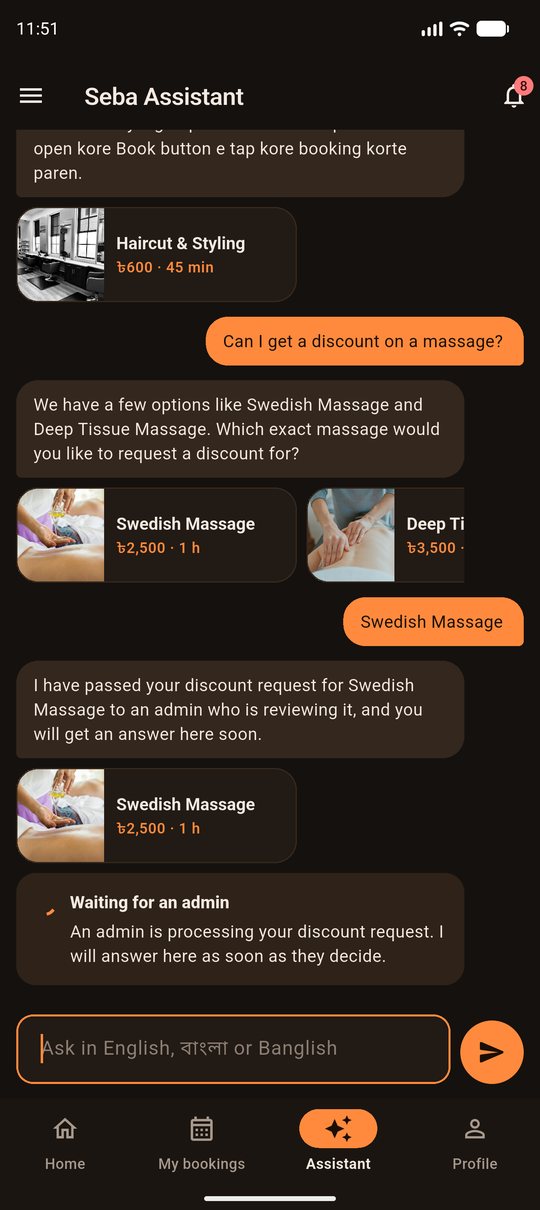 11:51
Seba Assistant
8
open kore Book button e tap kore booking korte
paren.
Haircut & Styling
৳600 · 45 min
Can I get a discount on a massage?
We have a few options like Swedish Massage and
Deep Tissue Massage. Which exact massage would
you like to request a discount for?
Swedish Massage
৳2,500 · 1 h
Deep Ti
৳3,500 ·
Swedish Massage
I have passed your discount request for Swedish
Massage to an admin who is reviewing it, and you
will get an answer here soon.
Swedish Massage
৳2,500 · 1 h
Waiting for an admin
An admin is processing your discount request. I
will answer here as soon as they decide.
Ask in English, বাংলা or Banglish
Home
My bookings
Assistant
Profile